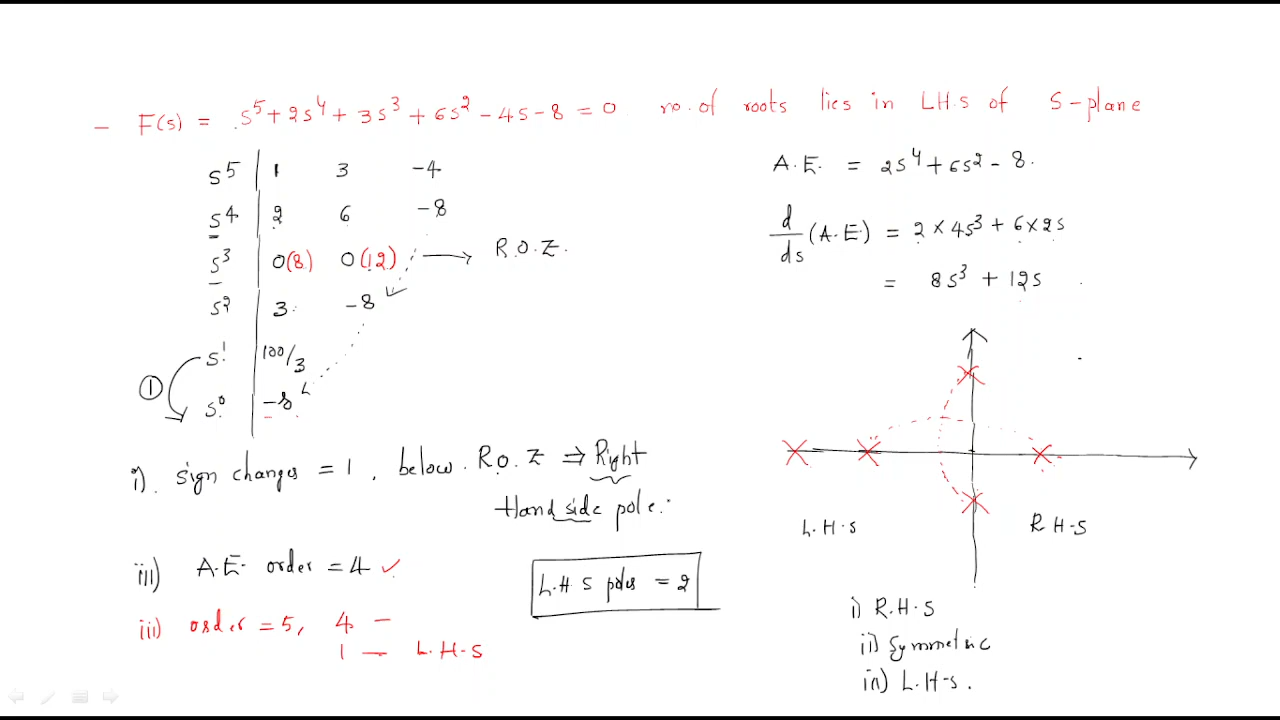 - F(s) = s⁵ + 2s⁴ + 3s³ + 6s² - 4s - 8 = 0 no. of roots lies in LH.S of S-plane
s⁵ | 1 3 -4
s⁴ | 2 6 -8
s³ | 0(8) 0(12) → R.O.Z.
s² | 3 -8
s¹ | 100/3
① s⁰ | -8
A.E. = 2s⁴ + 6s² - 8.
d/ds (A.E.) = 2 × 4s³ + 6 × 2s
= 8s³ + 12s
i). sign changes = 1, below R.O.Z ⇒ Right
Hand side pole.
iii) A.E. order = 4 ✓
iii) order = 5, 4 –
1 — L.H-S
L.H.S poles = 2
L.H-S
R.H-S
i) R.H-S
ii) Symmetric
iii) L.H-S.